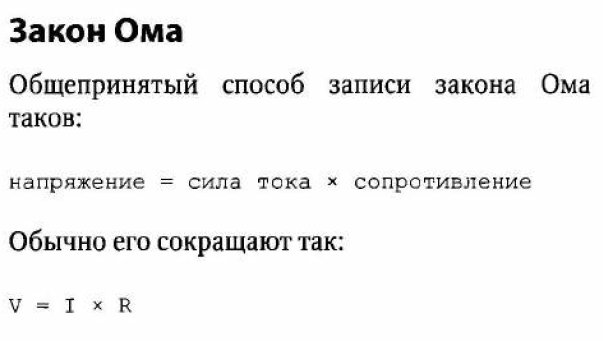 Закон Ома
Общепринятый способ записи закона Ома
таков:
напряжение = сила тока × сопротивление
Обычно его сокращают так:
V = I × R